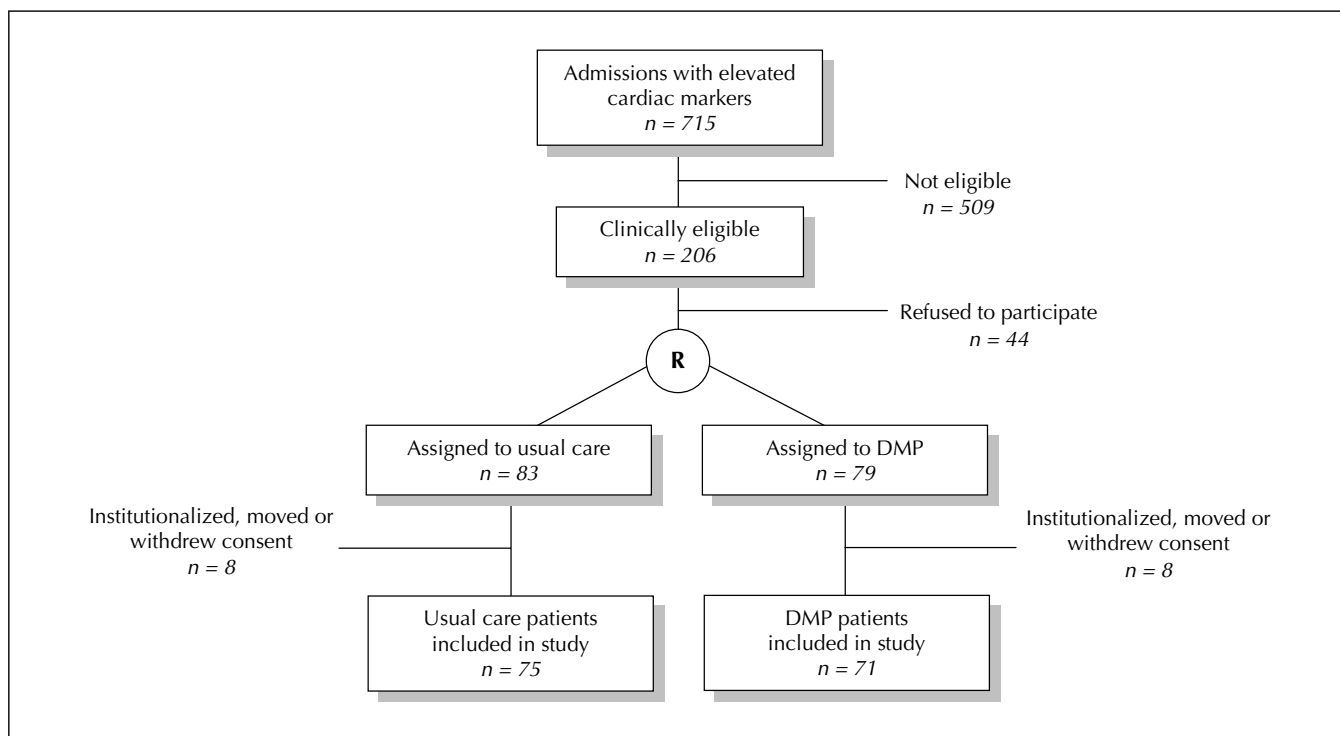 Admissions with elevated
cardiac markers
n = 715
Not eligible
n = 509
Clinically eligible
n = 206
Refused to participate
n = 44
R
Assigned to usual care
n = 83
Assigned to DMP
n = 79
Institutionalized, moved or
withdrew consent
n = 8
Institutionalized, moved or
withdrew consent
n = 8
Usual care patients
included in study
n = 75
DMP patients
included in study
n = 71